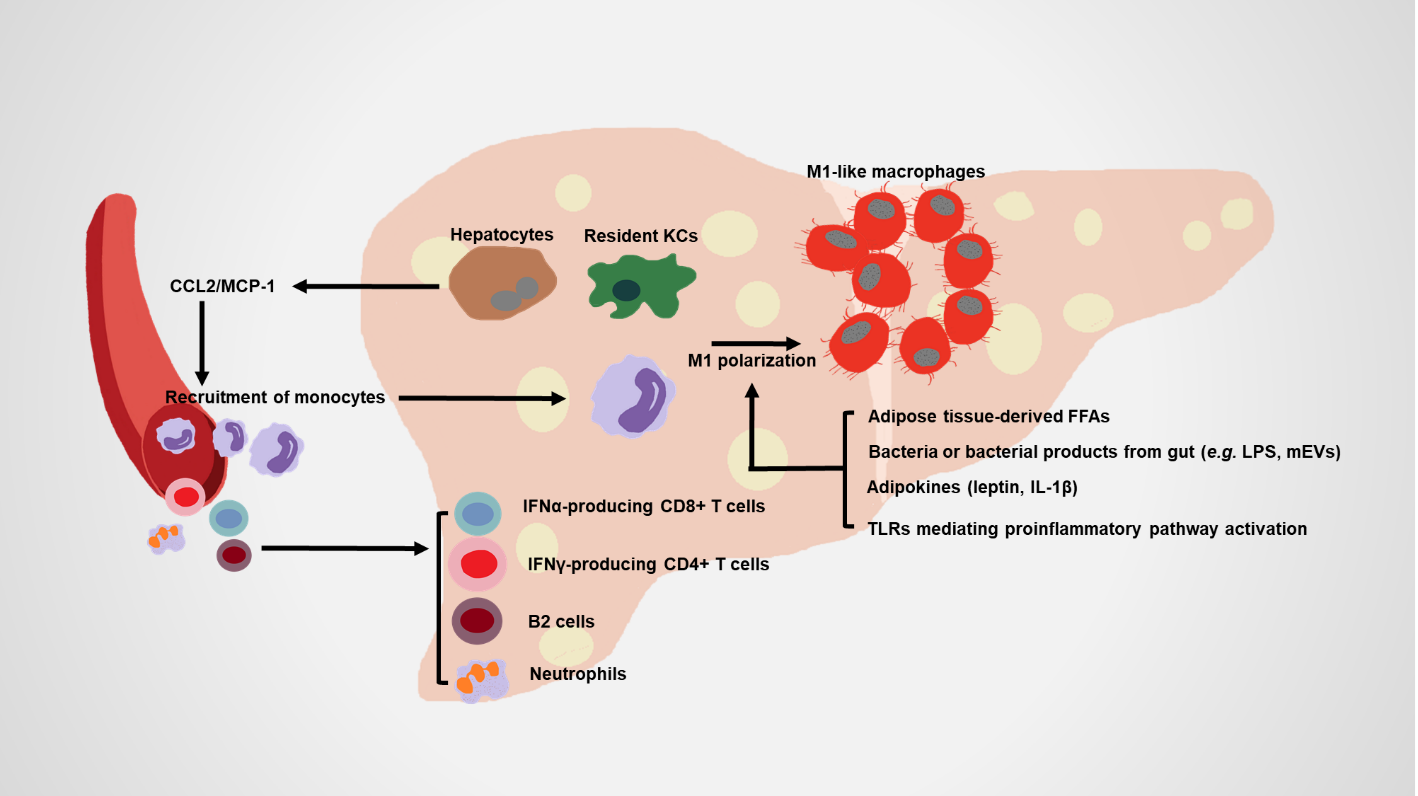 M1-like macrophages
Hepatocytes
Resident KCs
CCL2/MCP-1
M1 polarization
Recruitment of monocytes
Adipose tissue-derived FFAs
Bacteria or bacterial products from gut (e.g. LPS, mEVs)
Adipokines (leptin, IL-1β)
TLRs mediating proinflammatory pathway activation
IFNα-producing CD8+ T cells
IFNγ-producing CD4+ T cells
B2 cells
Neutrophils